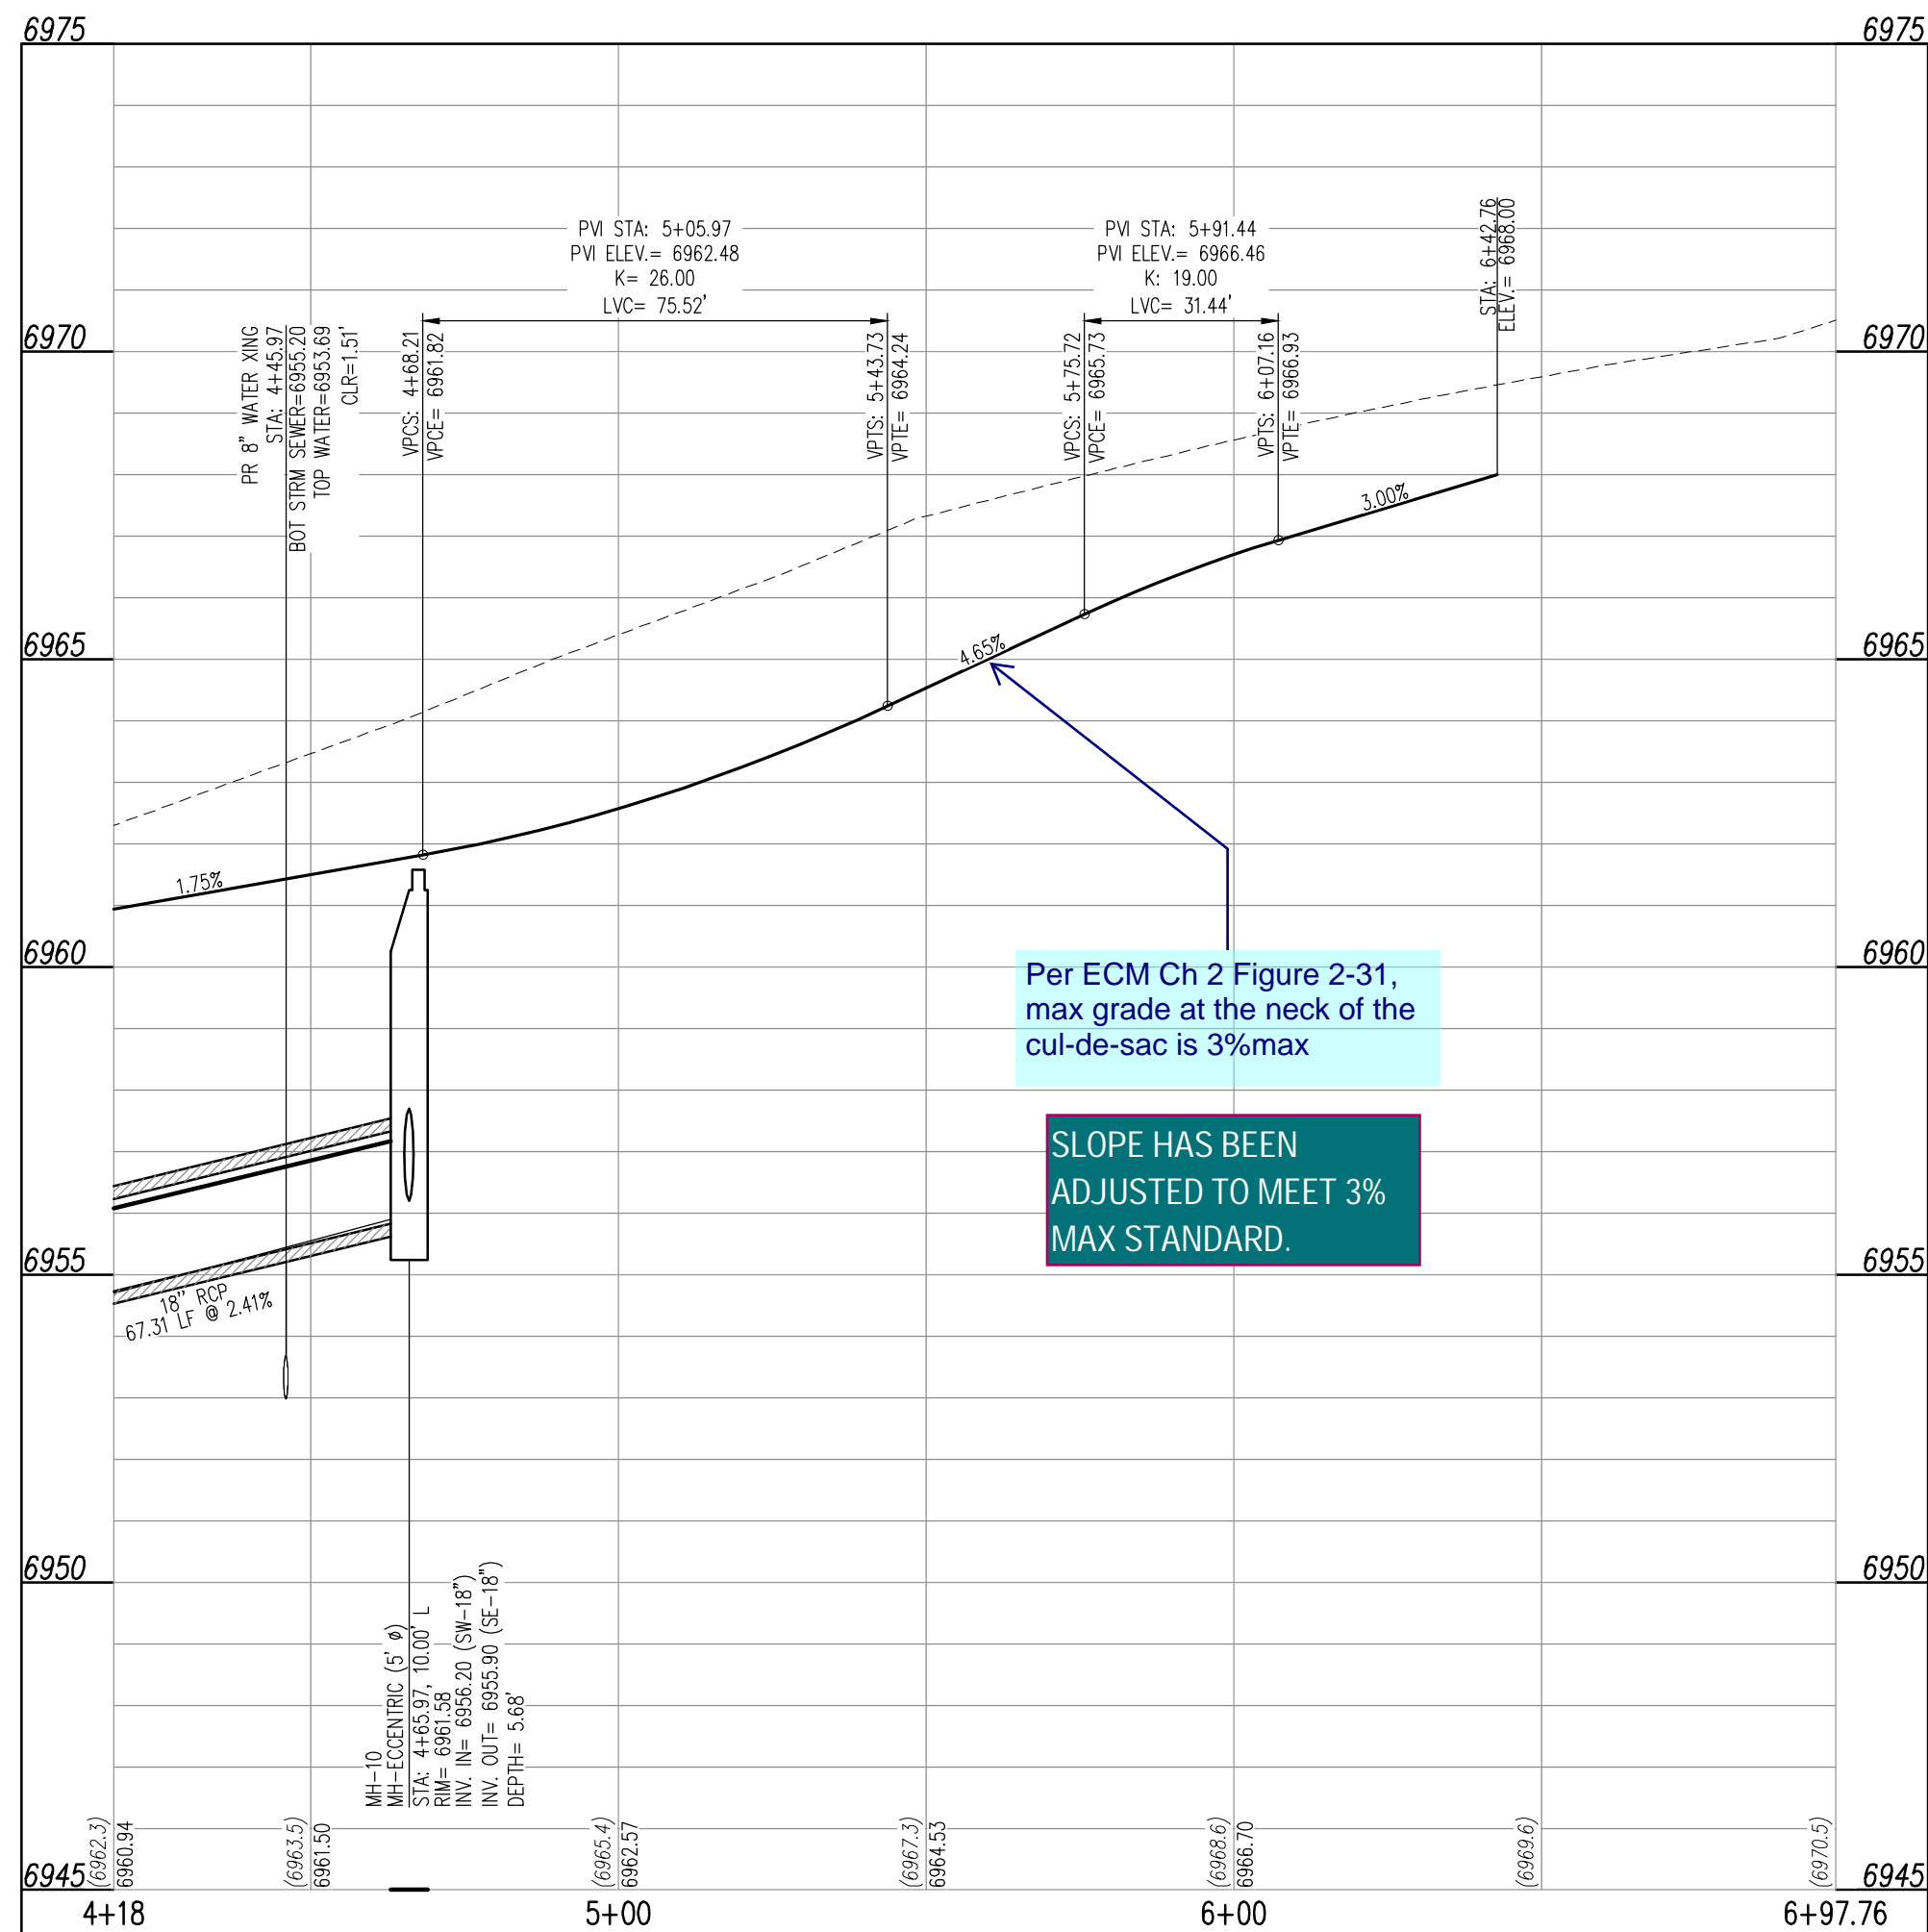 6975
6975
PVI STA: 5+05.97
PVI ELEV.= 6962.48
K= 26.00
LVC= 75.52'
PVI STA: 5+91.44
PVI ELEV.= 6966.46
K: 19.00
LVC= 31.44'
STA: 6+42.76
ELEV.= 6968.00
6970
6970
PR 8" WATER XING
STA: 4+45.97
BOT STRM SEWER=6955.20
TOP WATER=6953.69
CLR=1.51'
VPCS: 4+68.21
VPCE= 6961.82
VPTS: 5+43.73
VPTE= 6964.24
VPCS: 5+75.72
VPCE= 6965.73
VPTS: 6+07.16
VPTE= 6966.93
3.00%
6965
6965
4.65%
1.75%
6960
6960
Per ECM Ch 2 Figure 2-31,
max grade at the neck of the
cul-de-sac is 3%max
SLOPE HAS BEEN
ADJUSTED TO MEET 3%
MAX STANDARD.
6955
6955
18" RCP
67.31 LF @ 2.41%
6950
6950
MH-10
MH-ECCENTRIC (5' ø)
STA: 4+65.97, 10.00' L
RIM= 6961.58
INV. IN= 6956.20 (SW-18")
INV. OUT= 6955.90 (SE-18")
DEPTH= 5.68'
6945
6945
(6962.3)
6960.94
(6963.5)
6961.50
(6965.4)
6962.57
(6967.3)
6964.53
(6968.6)
6966.70
(6969.6)
(6970.5)
4+18
5+00
6+00
6+97.76